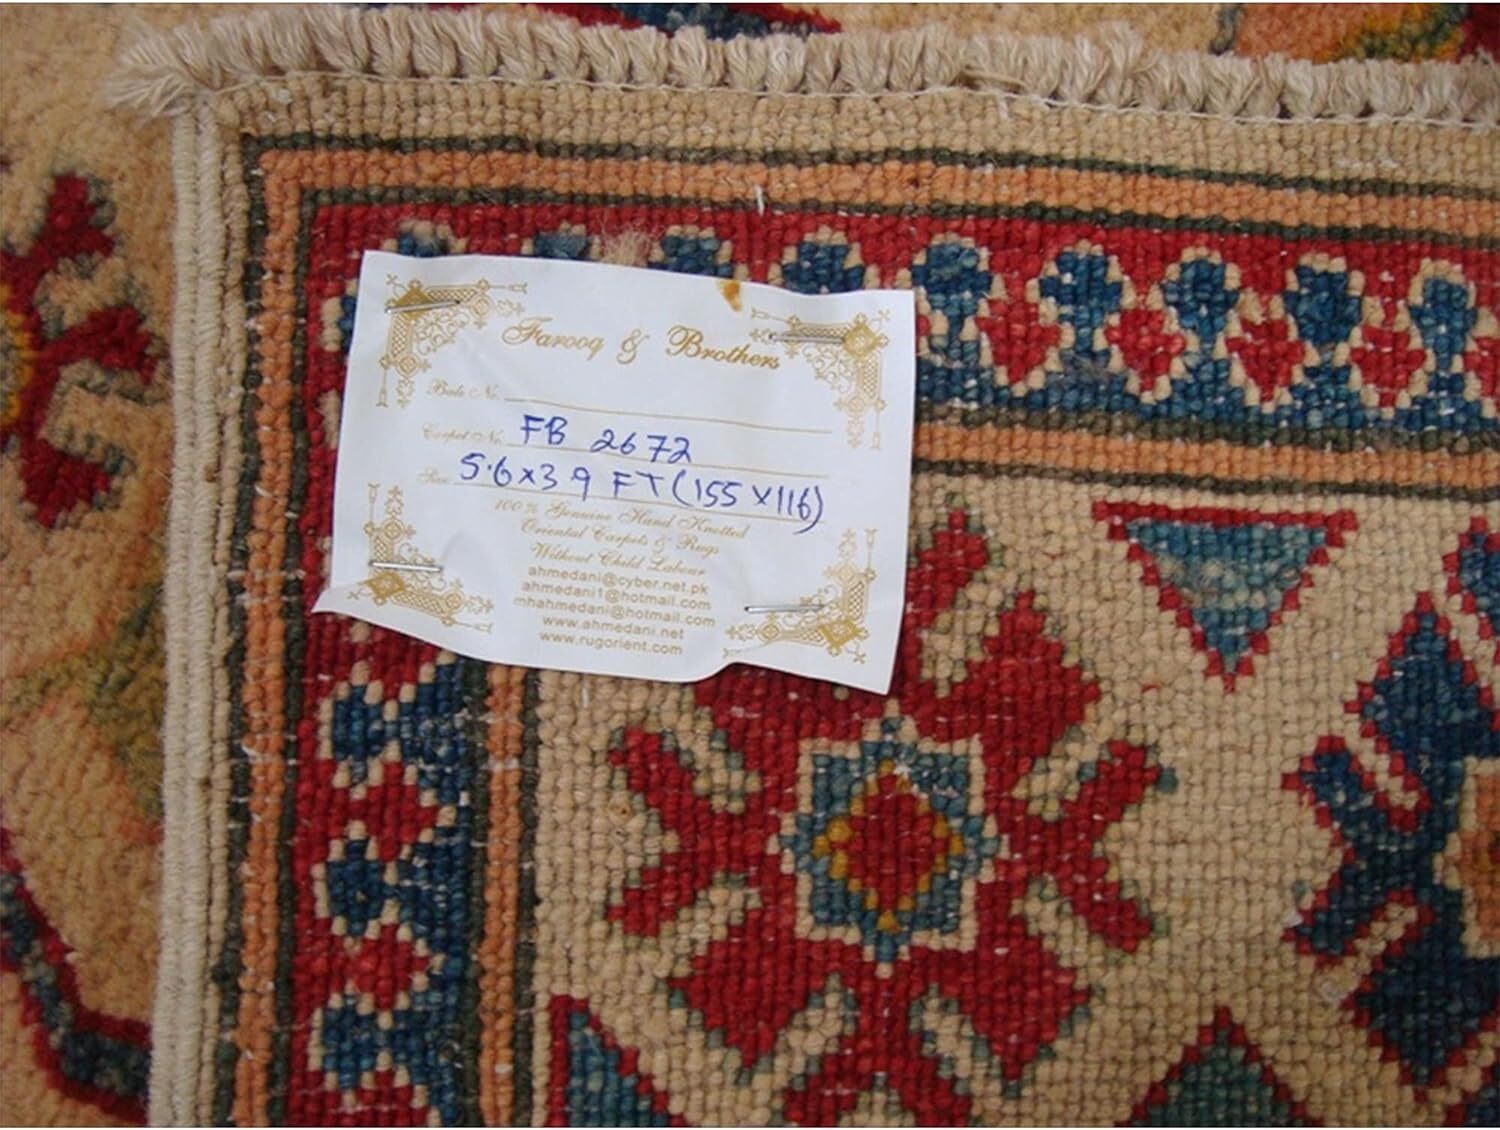 Farooq & Brothers
Bale No.
Carpet No. FB 2672
Size 5.6x3 9 FT (155 x116)
100 % Genuine Hand Knotted
Oriental Carpets & Rugs
Without Child Labour
ahmedani@cyber.net.pk
ahmedani1@hotmail.com
mhahmedani@hotmail.com
www.ahmedani.net
www.rugorient.com